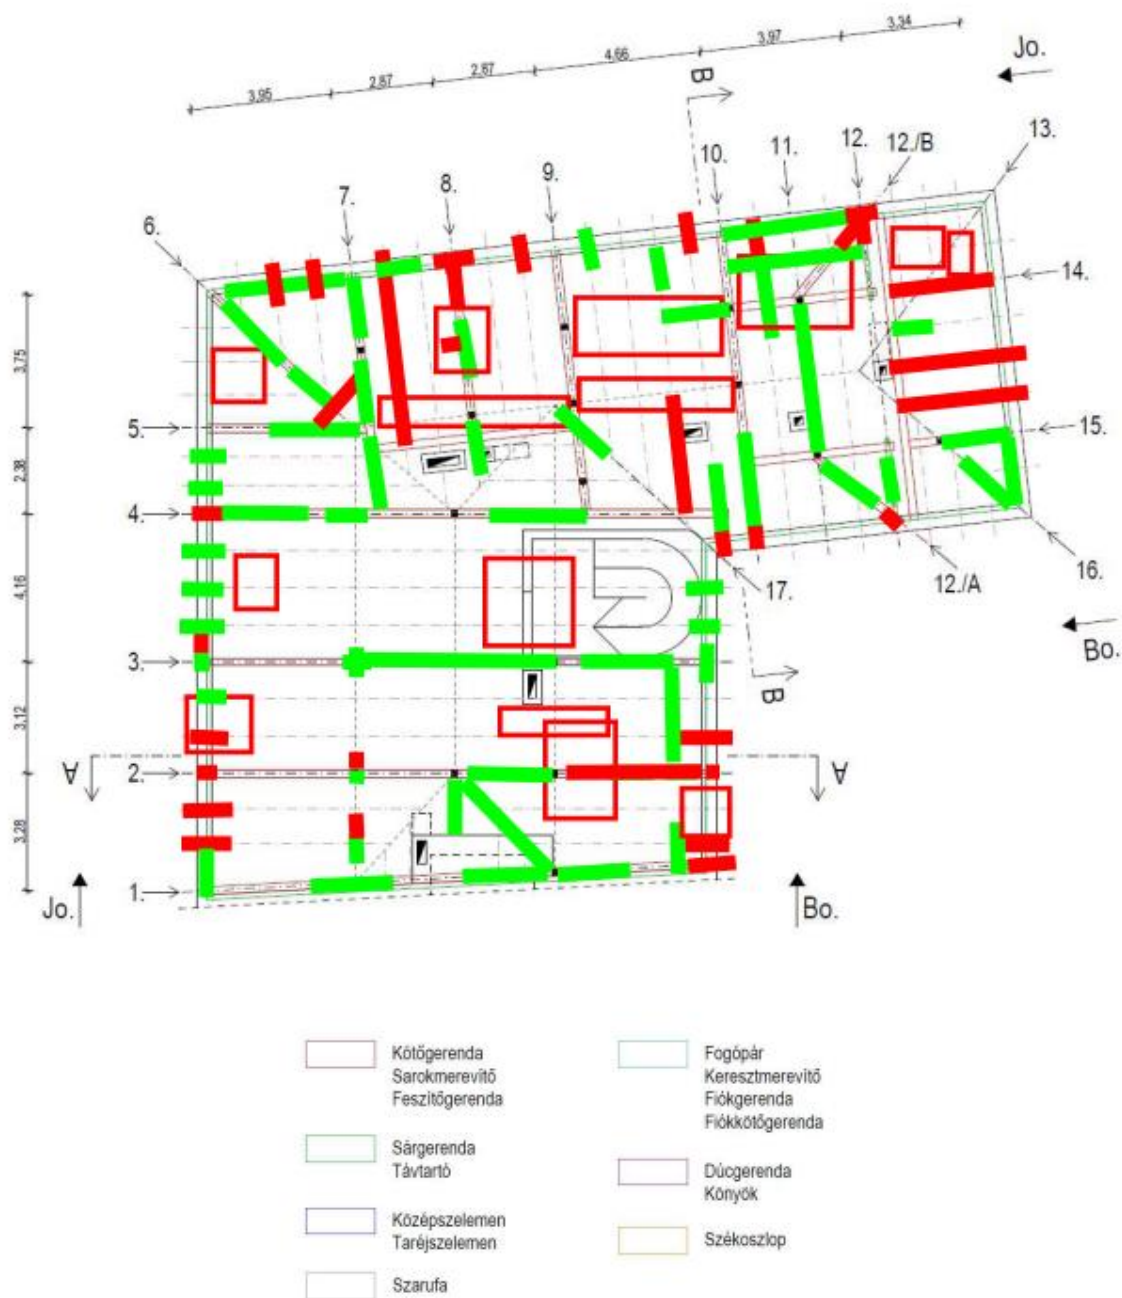 3,34
3,97
4,66
2,87
2,87
3,95
Jo.
B
13.
12./B
12.
11.
10.
9.
8.
7.
6.
14.
3,75
5.
15.
2,38
4.
16.
17.
12./A
4,16
Bo.
3.
B
3,12
A
2.
A
3,28
1.
Jo.
Bo.
Kötőgerenda
Sarokmerevítő
Feszítőgerenda
Fogópár
Keresztmerevítő
Fiókgerenda
Fiókkötőgerenda
Sárgerenda
Távtartó
Dúcgerenda
Könyök
Középszelemen
Taréjszelemen
Székoszlop
Szarufa